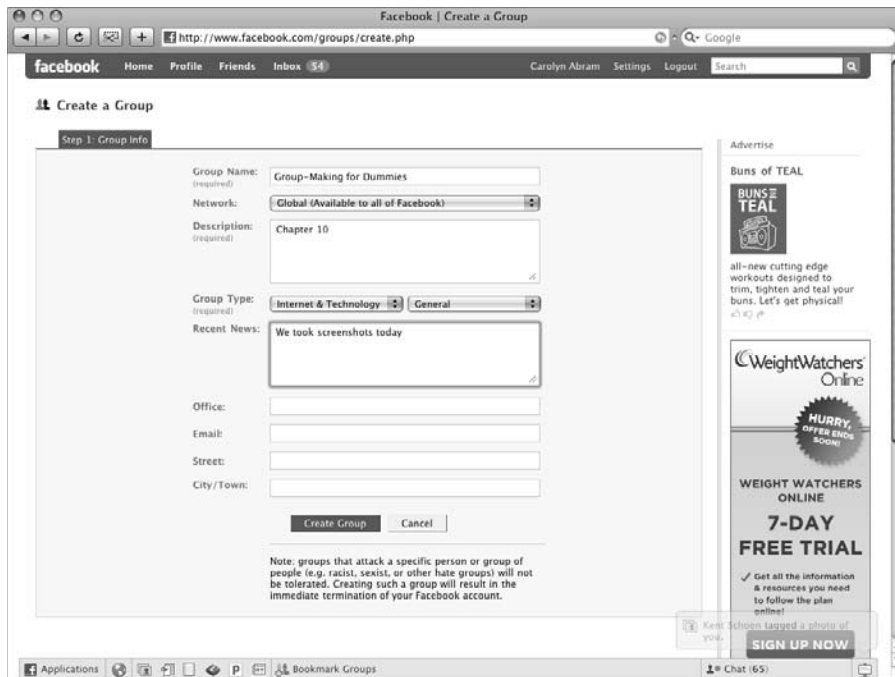 Facebook | Create a Group
http://www.facebook.com/groups/create.php
Google
facebook Home Profile Friends Inbox 54 Carolyn Abram Settings Logout Search
Create a Group
Step 1: Group Info
Group Name:
(required)
Group-Making for Dummies
Network:
Global (Available to all of Facebook)
Description:
(required)
Chapter 10
Group Type:
(required)
Internet & Technology
General
Recent News:
We took screenshots today
Office:
Email:
Street:
City/Town:
Create Group
Cancel
Note: groups that attack a specific person or group of
people (e.g. racist, sexist, or other hate groups) will not
be tolerated. Creating such a group will result in the
immediate termination of your Facebook account.
Advertise
Buns of TEAL
BUNS OF
TEAL
all-new cutting edge
workouts designed to
trim, tighten and teal your
buns. Let's get physical!
WeightWatchers
Online
HURRY,
OFFER ENDS
SOON!
WEIGHT WATCHERS
ONLINE
7-DAY
FREE TRIAL
✓ Get all the information
& resources you need
to follow the plan
online!
Kent Schoen tagged a photo of
you.
SIGN UP NOW
Applications
P
Bookmark Groups
Chat (65)